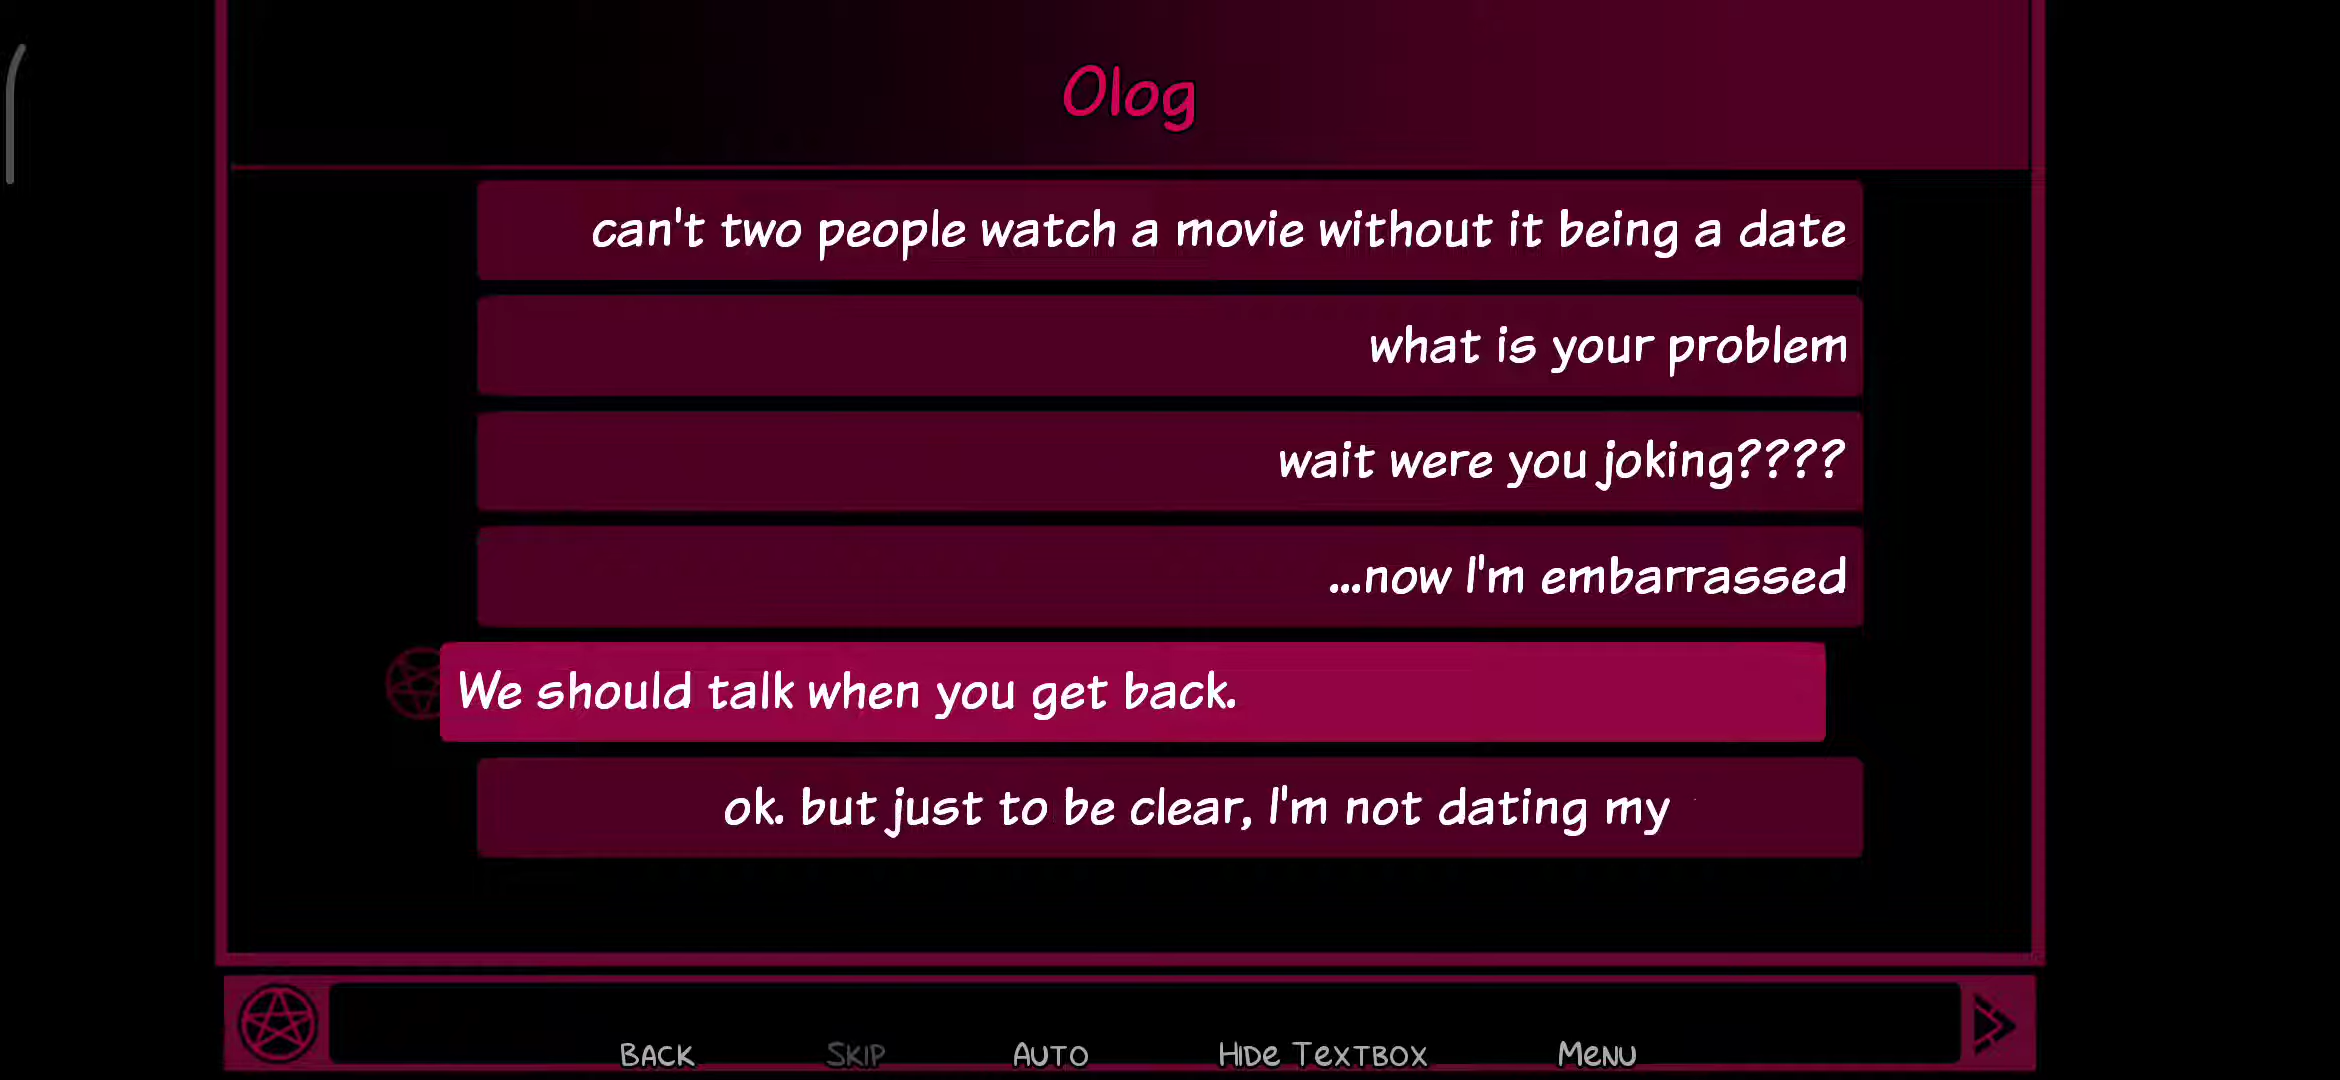 Olog
can't two people watch a movie without it being a date
what is your problem
wait were you joking????
...now I'm embarrassed
We should talk when you get back.
ok. but just to be clear, I'm not dating my
BACK
SKIP
AUTO
HIDE TEXTBOX
MENU